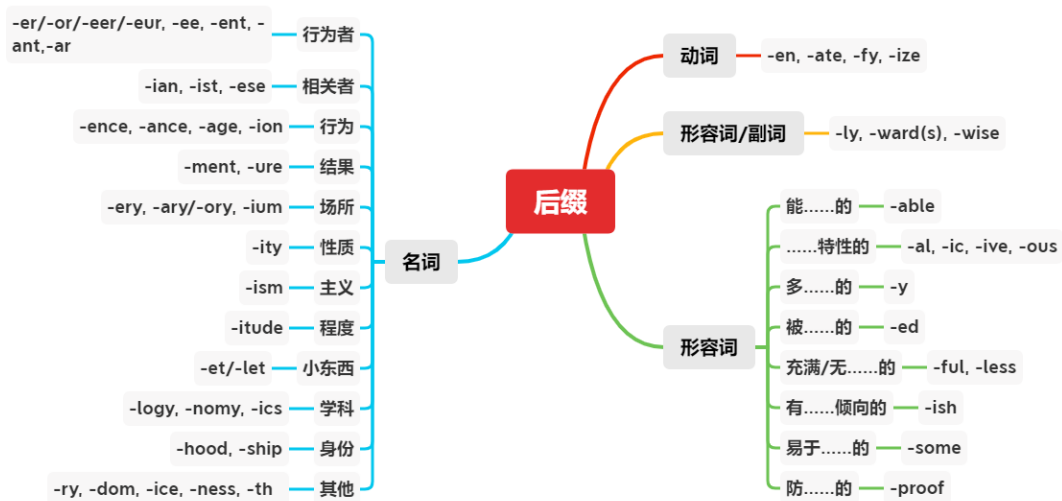 后缀
名词
行为者
-er/-or/-eer/-eur, -ee, -ent, -
ant,-ar
相关者
-ian, -ist, -ese
行为
-ence, -ance, -age, -ion
结果
-ment, -ure
场所
-ery, -ary/-ory, -ium
性质
-ity
主义
-ism
程度
-itude
小东西
-et/-let
学科
-logy, -nomy, -ics
身份
-hood, -ship
其他
-ry, -dom, -ice, -ness, -th
动词
-en, -ate, -fy, -ize
形容词/副词
-ly, -ward(s), -wise
形容词
能......的
-able
......特性的
-al, -ic, -ive, -ous
多......的
-y
被......的
-ed
充满/无......的
-ful, -less
有......倾向的
-ish
易于......的
-some
防......的
-proof